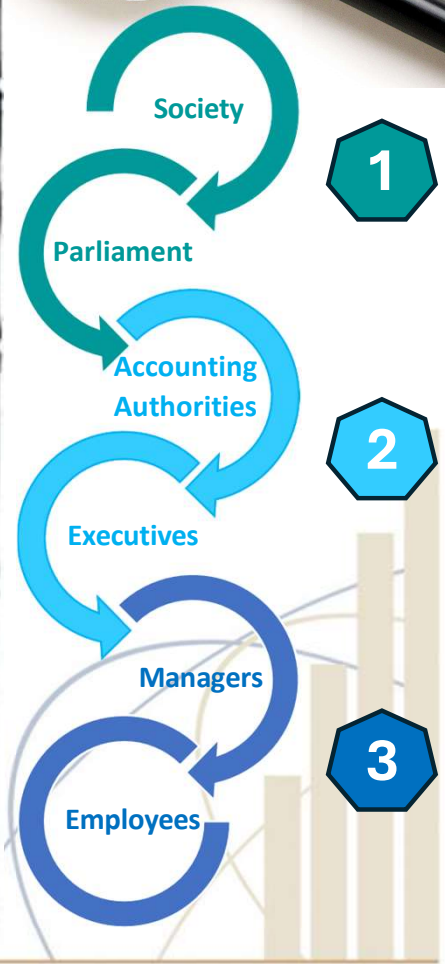 Society
1
Parliament
Accounting
Authorities
2
Executives
Managers
3
Employees